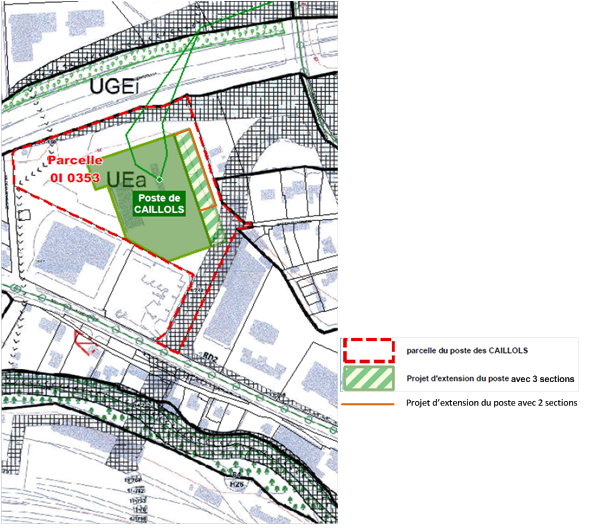 UGEi
Parcelle
0I 0353
UEa
Poste de
CAILLOLS
RD2
parcelle du poste des CAILLOLS
Projet d'extension du poste avec 3 sections
Projet d'extension du poste avec 2 sections